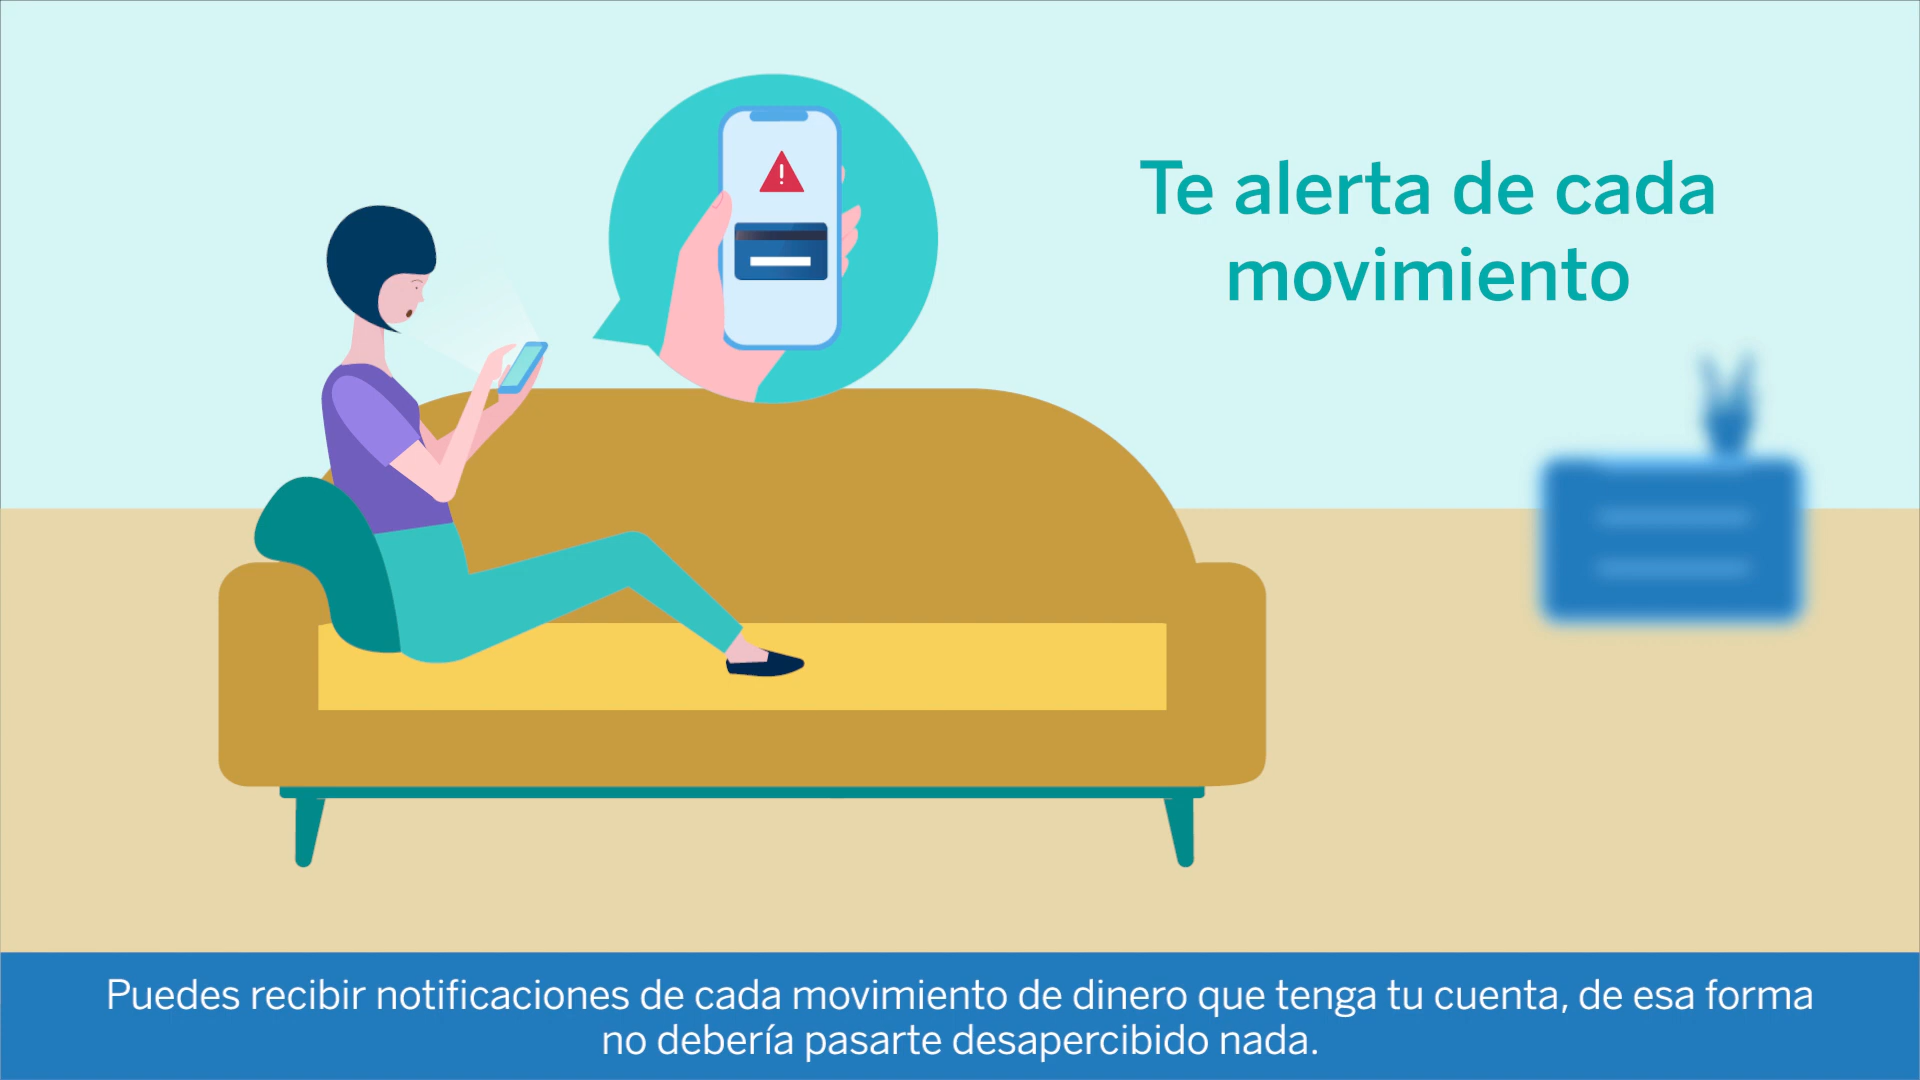 Te alerta de cada
movimiento
Puedes recibir notificaciones de cada movimiento de dinero que tenga tu cuenta, de esa forma
no debería pasarte desapercibido nada.